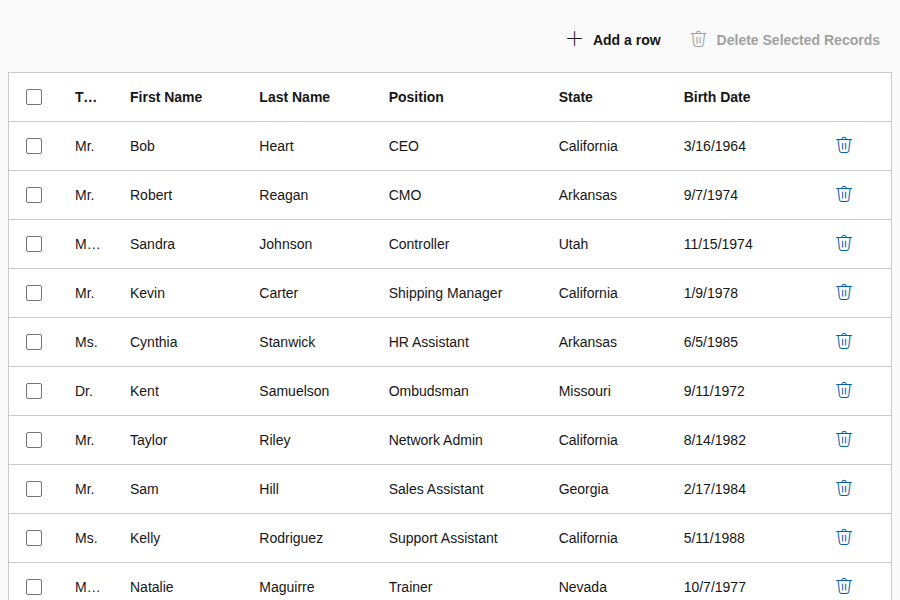 Add a row Delete Selected Records
T... First Name Last Name Position State Birth Date
Mr. Bob Heart CEO California 3/16/1964
Mr. Robert Reagan CMO Arkansas 9/7/1974
M... Sandra Johnson Controller Utah 11/15/1974
Mr. Kevin Carter Shipping Manager California 1/9/1978
Ms. Cynthia Stanwick HR Assistant Arkansas 6/5/1985
Dr. Kent Samuelson Ombudsman Missouri 9/11/1972
Mr. Taylor Riley Network Admin California 8/14/1982
Mr. Sam Hill Sales Assistant Georgia 2/17/1984
Ms. Kelly Rodriguez Support Assistant California 5/11/1988
M... Natalie Maguirre Trainer Nevada 10/7/1977